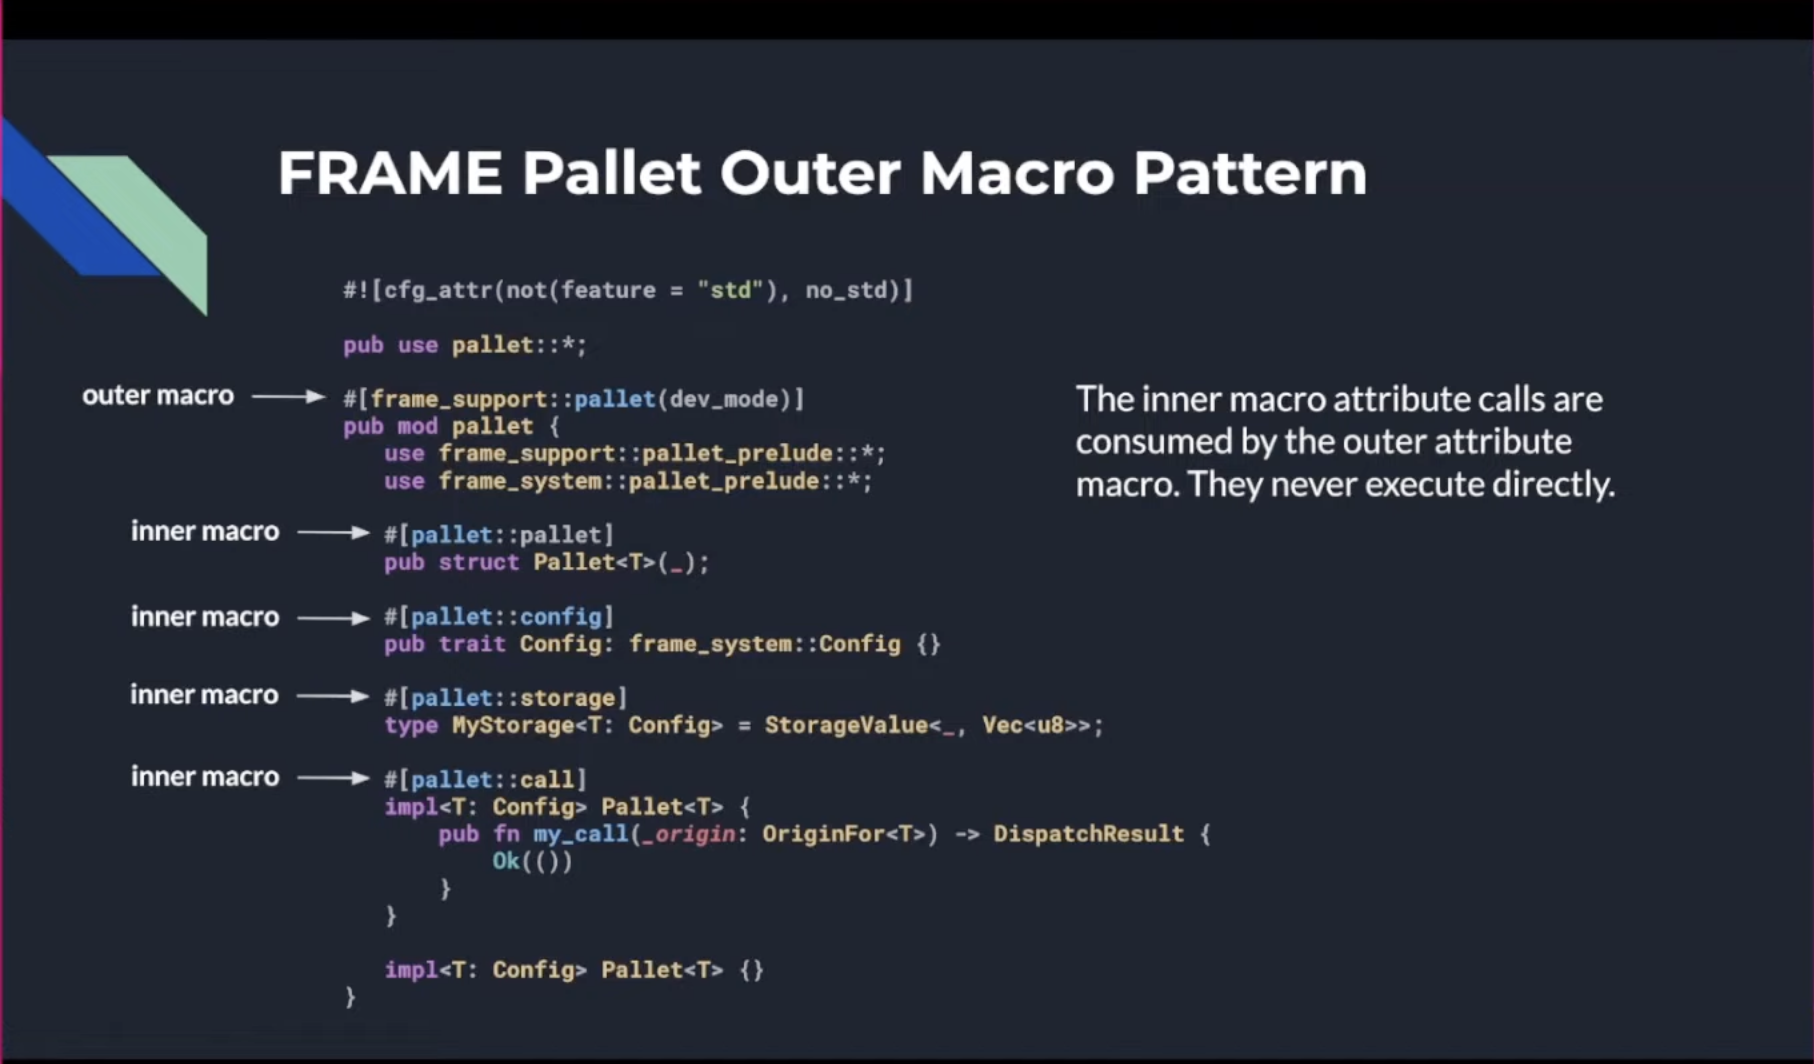 FRAME Pallet Outer Macro Pattern
#![cfg_attr(not(feature = "std"), no_std)]
pub use pallet::*;
outer macro
#[frame_support::pallet(dev_mode)]
pub mod pallet {
use frame_support::pallet_prelude::*;
use frame_system::pallet_prelude::*;
inner macro
#[pallet::pallet]
pub struct Pallet<T>(_);
inner macro
#[pallet::config]
pub trait Config: frame_system::Config {}
inner macro
#[pallet::storage]
type MyStorage<T: Config> = StorageValue<_, Vec<u8>>;
inner macro
#[pallet::call]
impl<T: Config> Pallet<T> {
pub fn my_call(_origin: OriginFor<T>) -> DispatchResult {
Ok(())
}
}
impl<T: Config> Pallet<T> {}
}
The inner macro attribute calls are
consumed by the outer attribute
macro. They never execute directly.